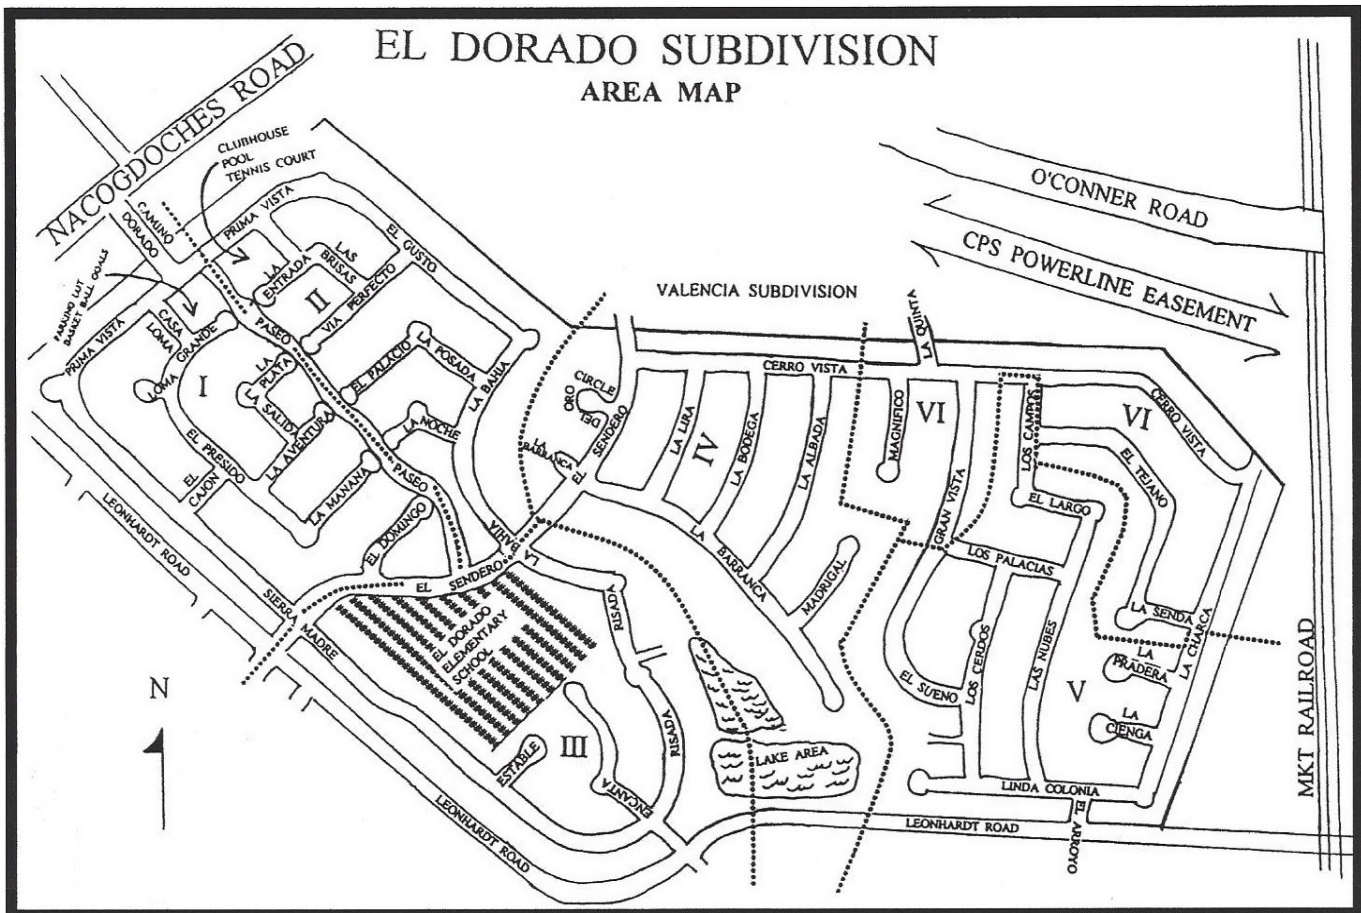 EL DORADO SUBDIVISION
AREA MAP
NACOGDOCHES ROAD
CLUBHOUSE
POOL
TENNIS COURT
CAMINO
DORADO
PRIMA VISTA
EL GUSTO
LA
ENTRADA
LAS
BRISAS
II
VIA PERFECTO
PARKING LOT
BASKET BALL GOALS
PRIMA VISTA
CASA
LOMA
LOMA GRANDE
PASEO
I
LA
PLATA
LA SALIDA
LA AVENTURA
EL PALACIO
LA POSADA
LA BAHIA
LA NOCHE
EL PRESIDO
EL
CAJON
LA MANANA
PASEO
EL DOMINGO
LEONHARDT ROAD
SIERRA MADRE
EL SENDERO
LA BAHIA
EL DORADO
ELEMENTARY
SCHOOL
RISADA
RISADA
III
ESTABLE
ENCANTA
LEONHARDT ROAD
N
O'CONNER ROAD
CPS POWERLINE EASEMENT
VALENCIA SUBDIVISION
LA QUINTA
CERRO VISTA
CIRCLE
DEL
ORO
LA
BARRANCA
EL SENDERO
LA LIRA
IV
LA BODEGA
LA ALBADA
MAGNIFICO
VI
LOS CAMPOS
VI
CERRO VISTA
EL TEJANO
EL LARGO
GRAN VISTA
LOS PALACIAS
LA BARRANCA
MADRIGAL
LA SENDA
LA CHARCA
LA
PRADERA
LOS CERDOS
LAS NUBES
EL SUENO
V
LA
CIENGA
LAKE AREA
LINDA COLONIA
LEONHARDT ROAD
EL ARROYO
MKT RAILROAD